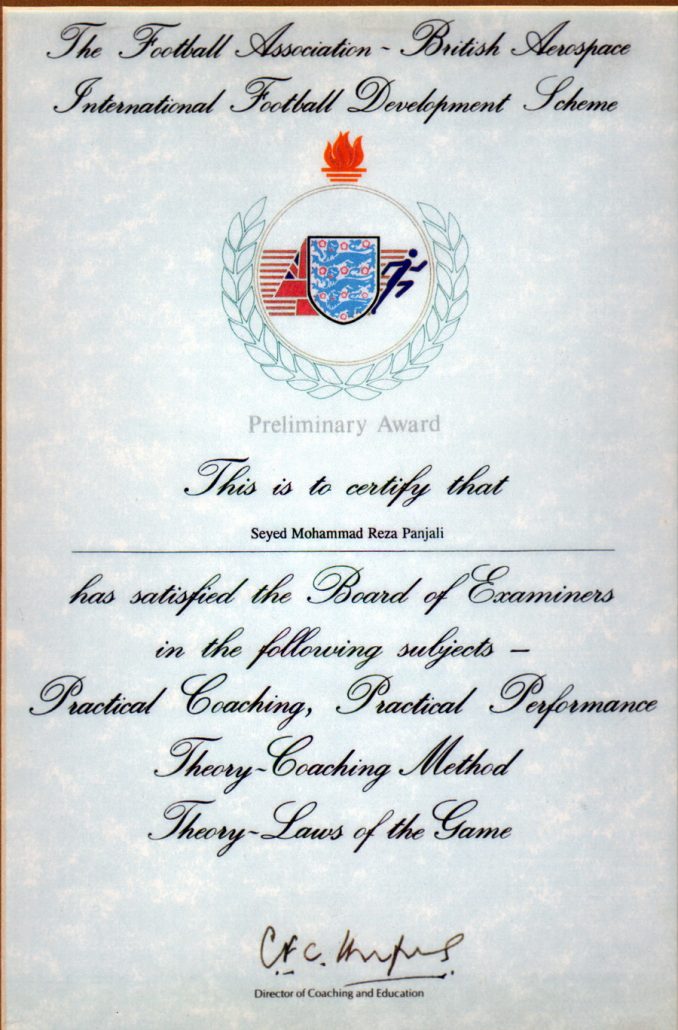 The Football Association - British Aerospace
International Football Development Scheme
Preliminary Award
This is to certify that
Seyed Mohammad Reza Panjali
has satisfied the Board of Examiners
in the following subjects –
Practical Coaching, Practical Performance
Theory-Coaching Method
Theory-Laws of the Game
Director of Coaching and Education